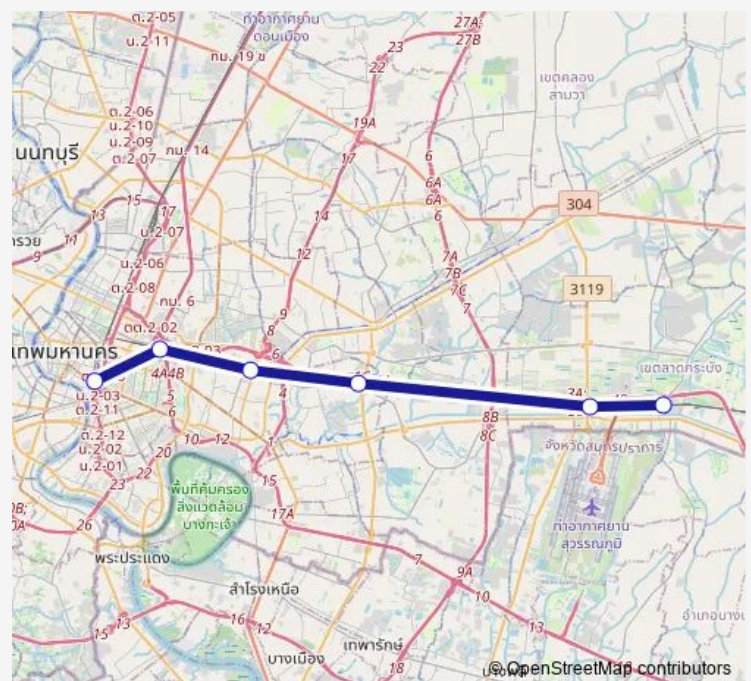 ต.2-05
น.2-11
ท่าอากาศยาน
ดอนเมือง
กม. 19 ข
23
22
27A;
27B
เขตคลอง
สามวา
ต.2-06
น.2-10
น.2-09
ต.2-07
กม. 14
19A
17
6
นนทบุรี
6A
6A
6
304
13
15
17
14
กรวย
11
9
น.2-07
12
น.2-06
7A
7B
7C
ต.2-08
กม. 6
9
8
7
3119
ดต.2-02
6
เทพมหานคร
4A4B
4
3A
เขตลาดกระบัง
น.2-03
ต.2-11
5
6
8B
8C
ต.2-12
น.2-02
น.2-01
20
10
12
1
จังหวัดสมุทรปราการ
23
22
15
26
พื้นที่คุ้มครอง
สิ่งแวดล้อม
บางกะเจ้า
17A
ท่าอากาศยาน
สุวรรณภูมิ
พระประแดง
7
9A
สำโรงเหนือ
10
15
13
16
12
13
เทพารักษ์
บางเมือง
18
© OpenStreetMap contributors